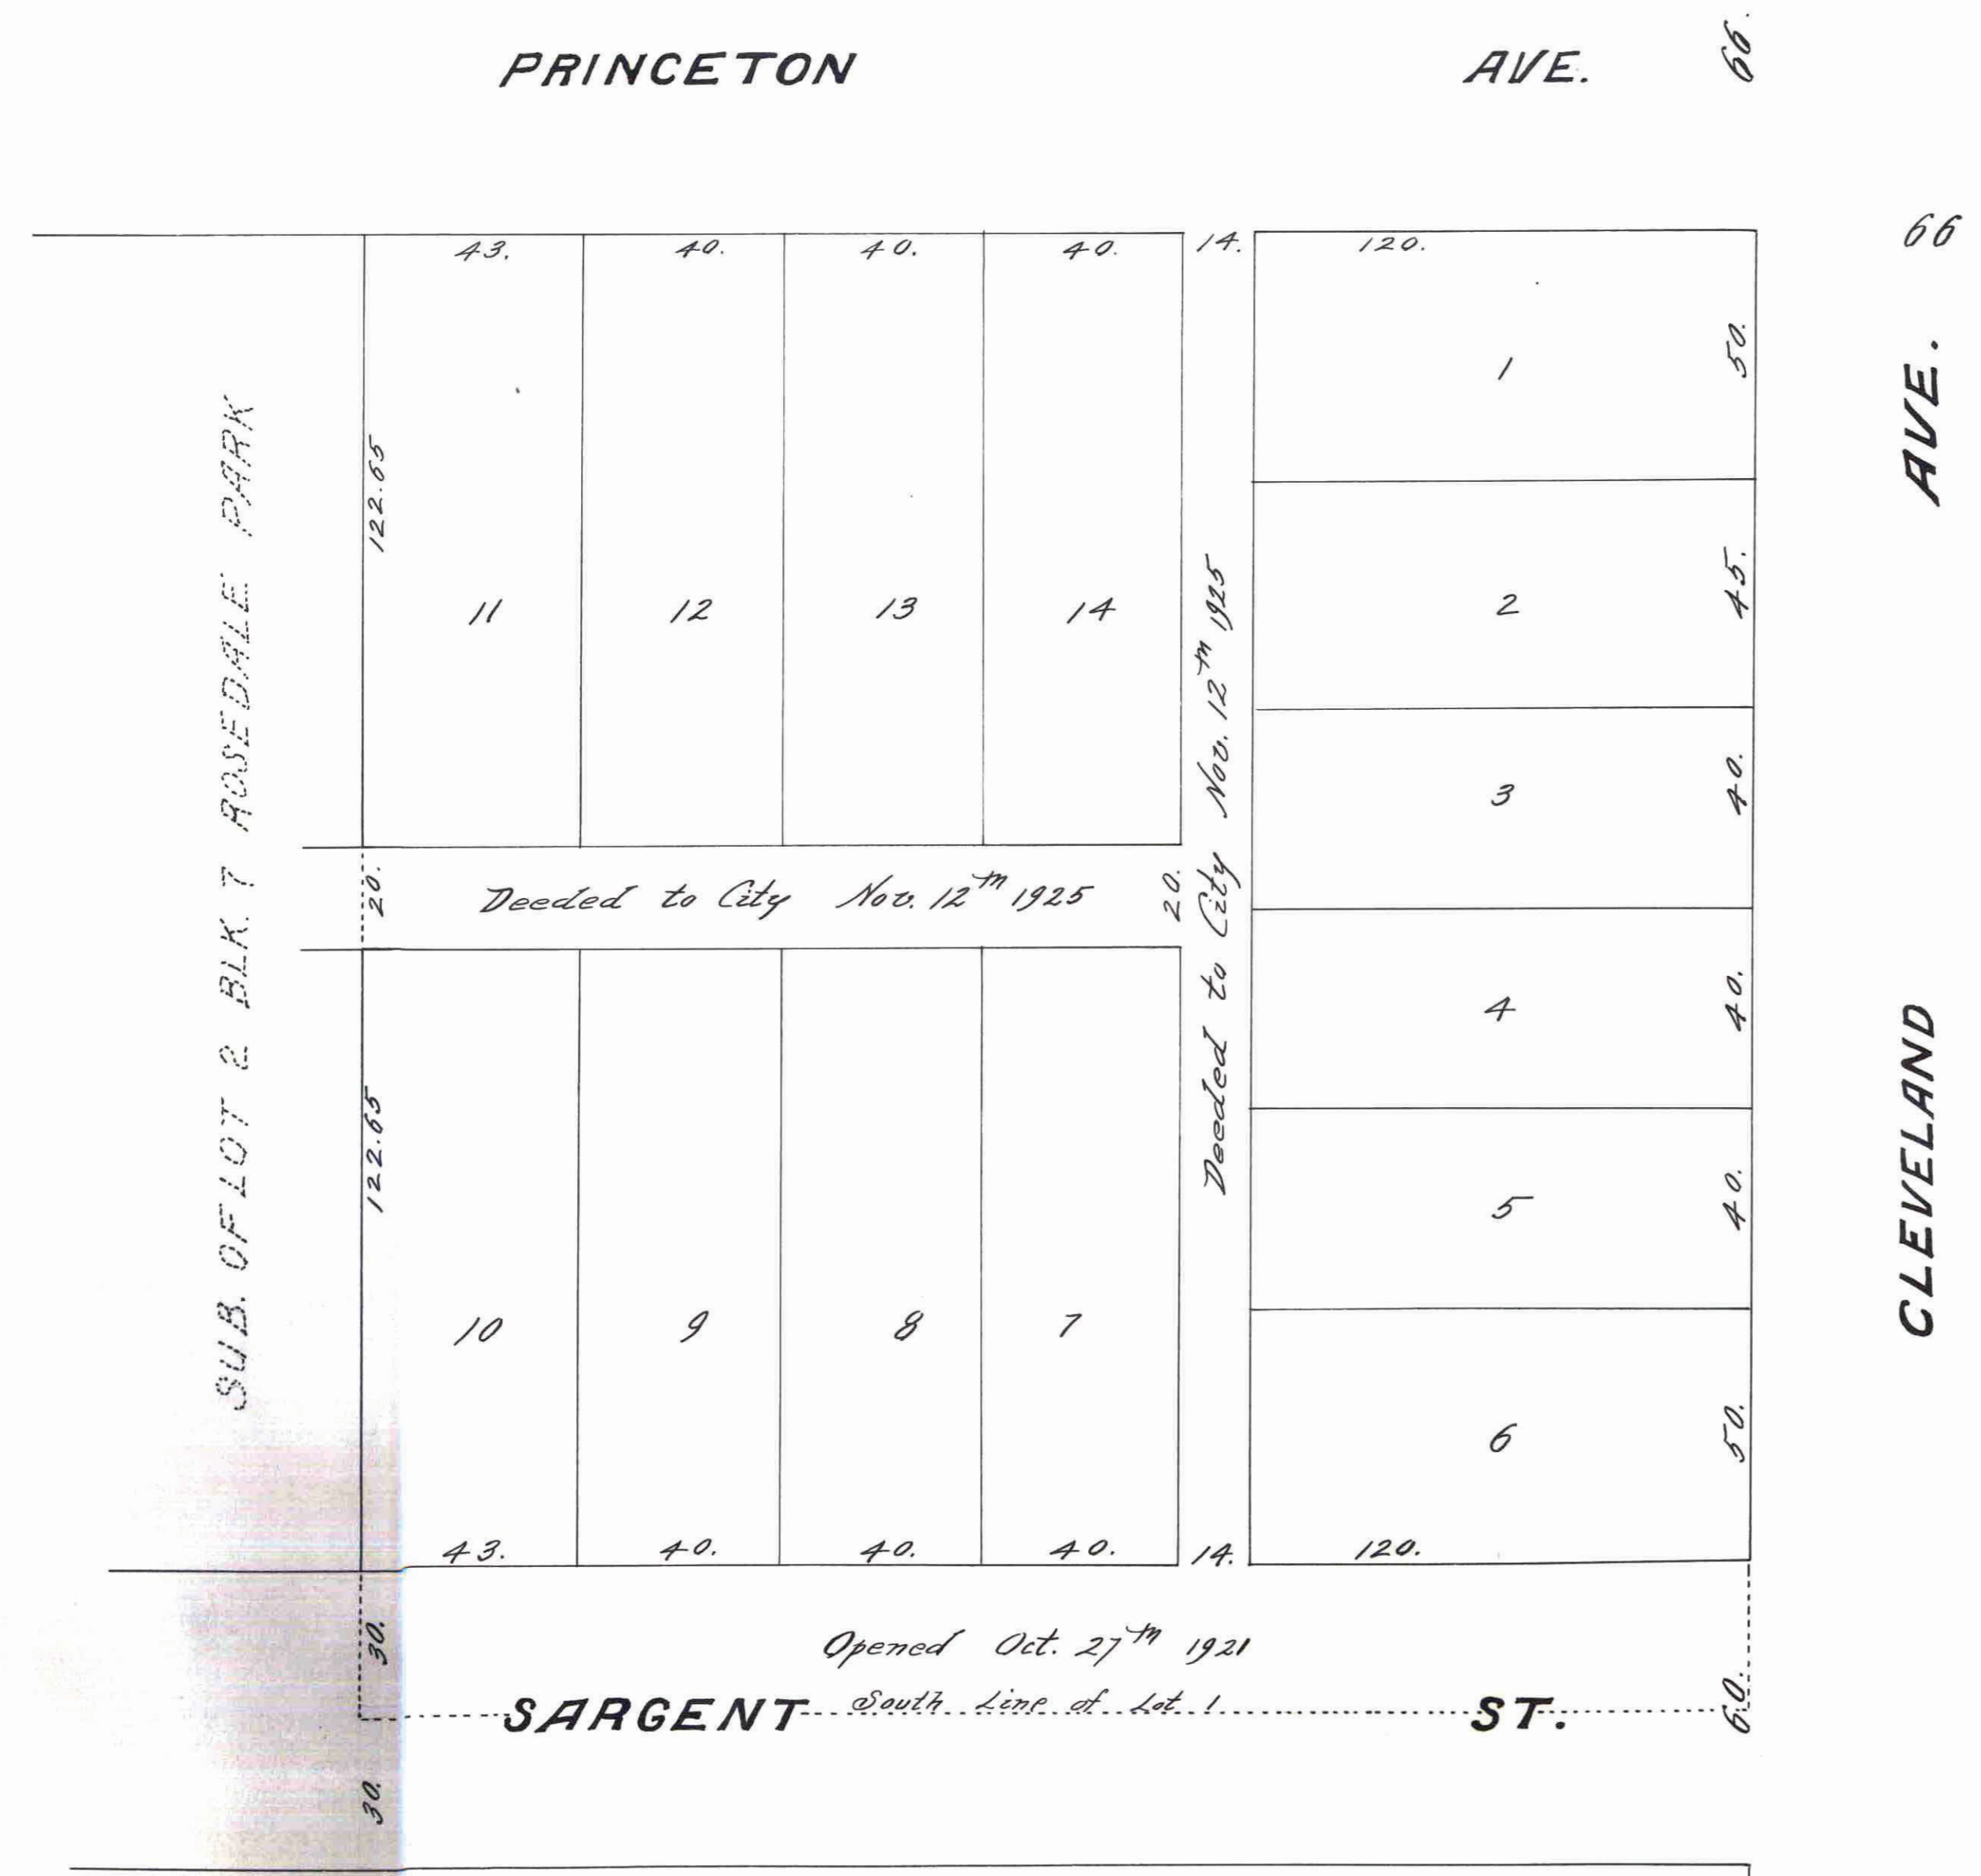 PRINCETON AVE. 66.
43. 40. 40. 40. 14. 120. 66
1 50.
AVE.
SUB. OF LOT 2 BLK. 7 ROSEDALE PARK
122.65
11 12 13 14
2 45.
3 40.
20. Deeded to City Nov. 12th 1925 20.
Deeded to City Nov. 12th 1925
4 40.
CLEVELAND
122.65
5 40.
10 9 8 7
6 50.
43. 40. 40. 40. 14. 120.
30. Opened Oct. 27th 1921
South Line of Lot 1
SARGENT ST. 60.
30.